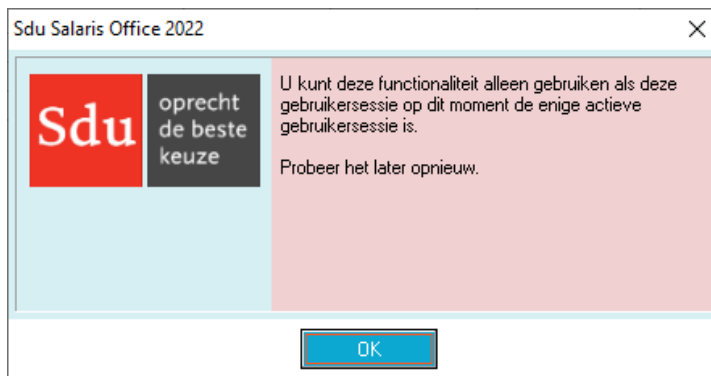 Sdu Salaris Office 2022
Sdu
oprecht
de beste
keuze
U kunt deze functionaliteit alleen gebruiken als deze
gebruikersessie op dit moment de enige actieve
gebruikersessie is.
Probeer het later opnieuw.
OK